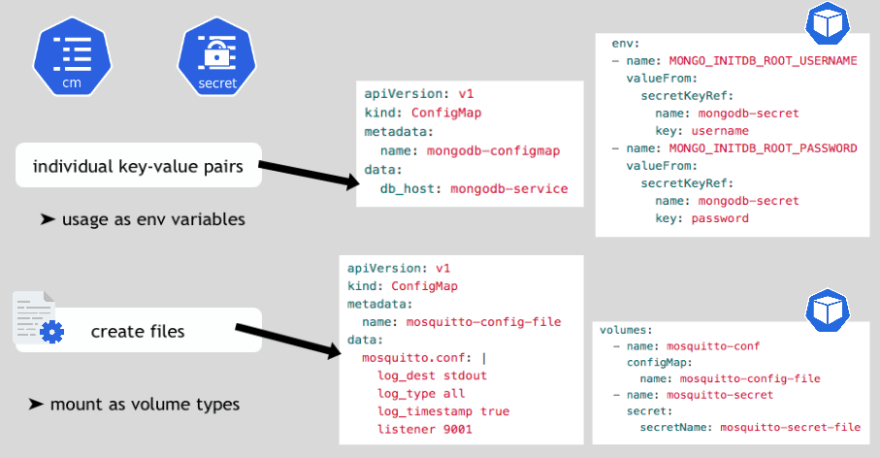 cm
secret
individual key-value pairs
➤ usage as env variables
apiVersion: v1
kind: ConfigMap
metadata:
  name: mongodb-configmap
data:
  db_host: mongodb-service
env:
- name: MONGO_INITDB_ROOT_USERNAME
  valueFrom:
    secretKeyRef:
      name: mongodb-secret
      key: username
- name: MONGO_INITDB_ROOT_PASSWORD
  valueFrom:
    secretKeyRef:
      name: mongodb-secret
      key: password
create files
➤ mount as volume types
apiVersion: v1
kind: ConfigMap
metadata:
  name: mosquitto-config-file
data:
  mosquitto.conf: |
    log_dest stdout
    log_type all
    log_timestamp true
    listener 9001
volumes:
  - name: mosquitto-conf
    configMap:
      name: mosquitto-config-file
  - name: mosquitto-secret
    secret:
      secretName: mosquitto-secret-file